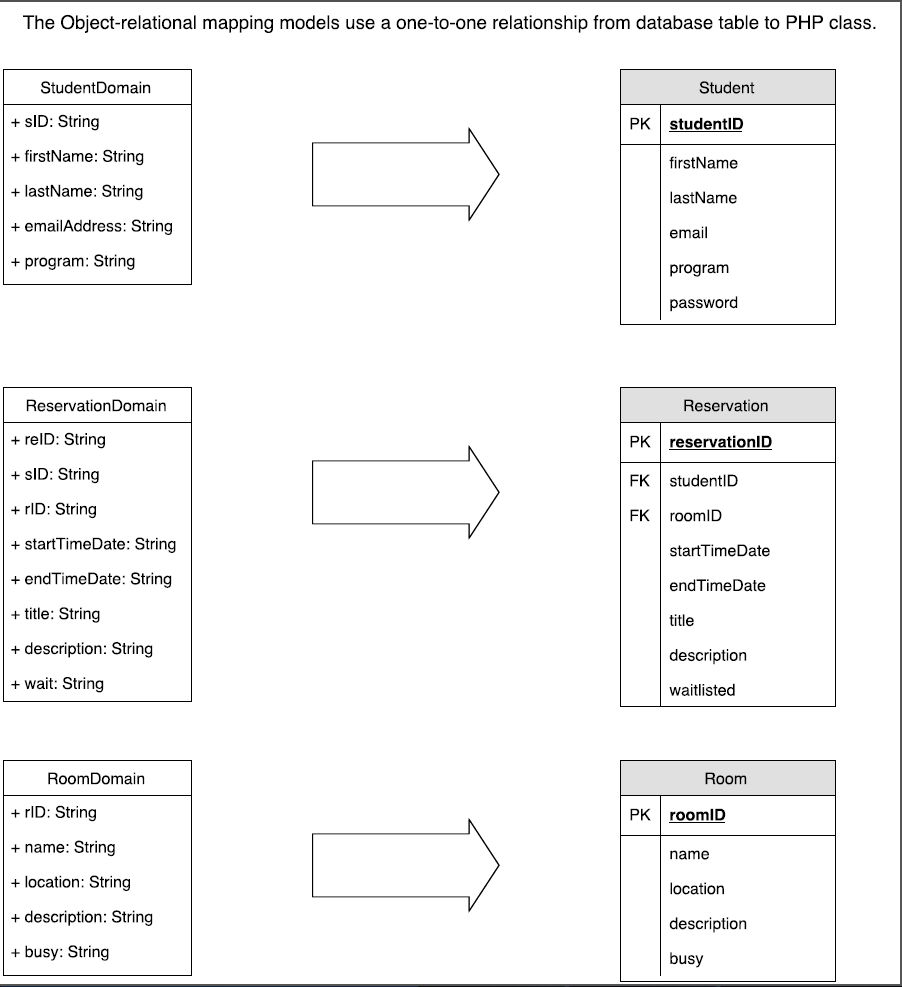 The Object-relational mapping models use a one-to-one relationship from database table to PHP class.
StudentDomain
+ sID: String
+ firstName: String
+ lastName: String
+ emailAddress: String
+ program: String
Student
PK studentID
firstName
lastName
email
program
password
ReservationDomain
+ reID: String
+ sID: String
+ rID: String
+ startTimeDate: String
+ endTimeDate: String
+ title: String
+ description: String
+ wait: String
Reservation
PK reservationID
FK studentID
FK roomID
startTimeDate
endTimeDate
title
description
waitlisted
RoomDomain
+ rID: String
+ name: String
+ location: String
+ description: String
+ busy: String
Room
PK roomID
name
location
description
busy